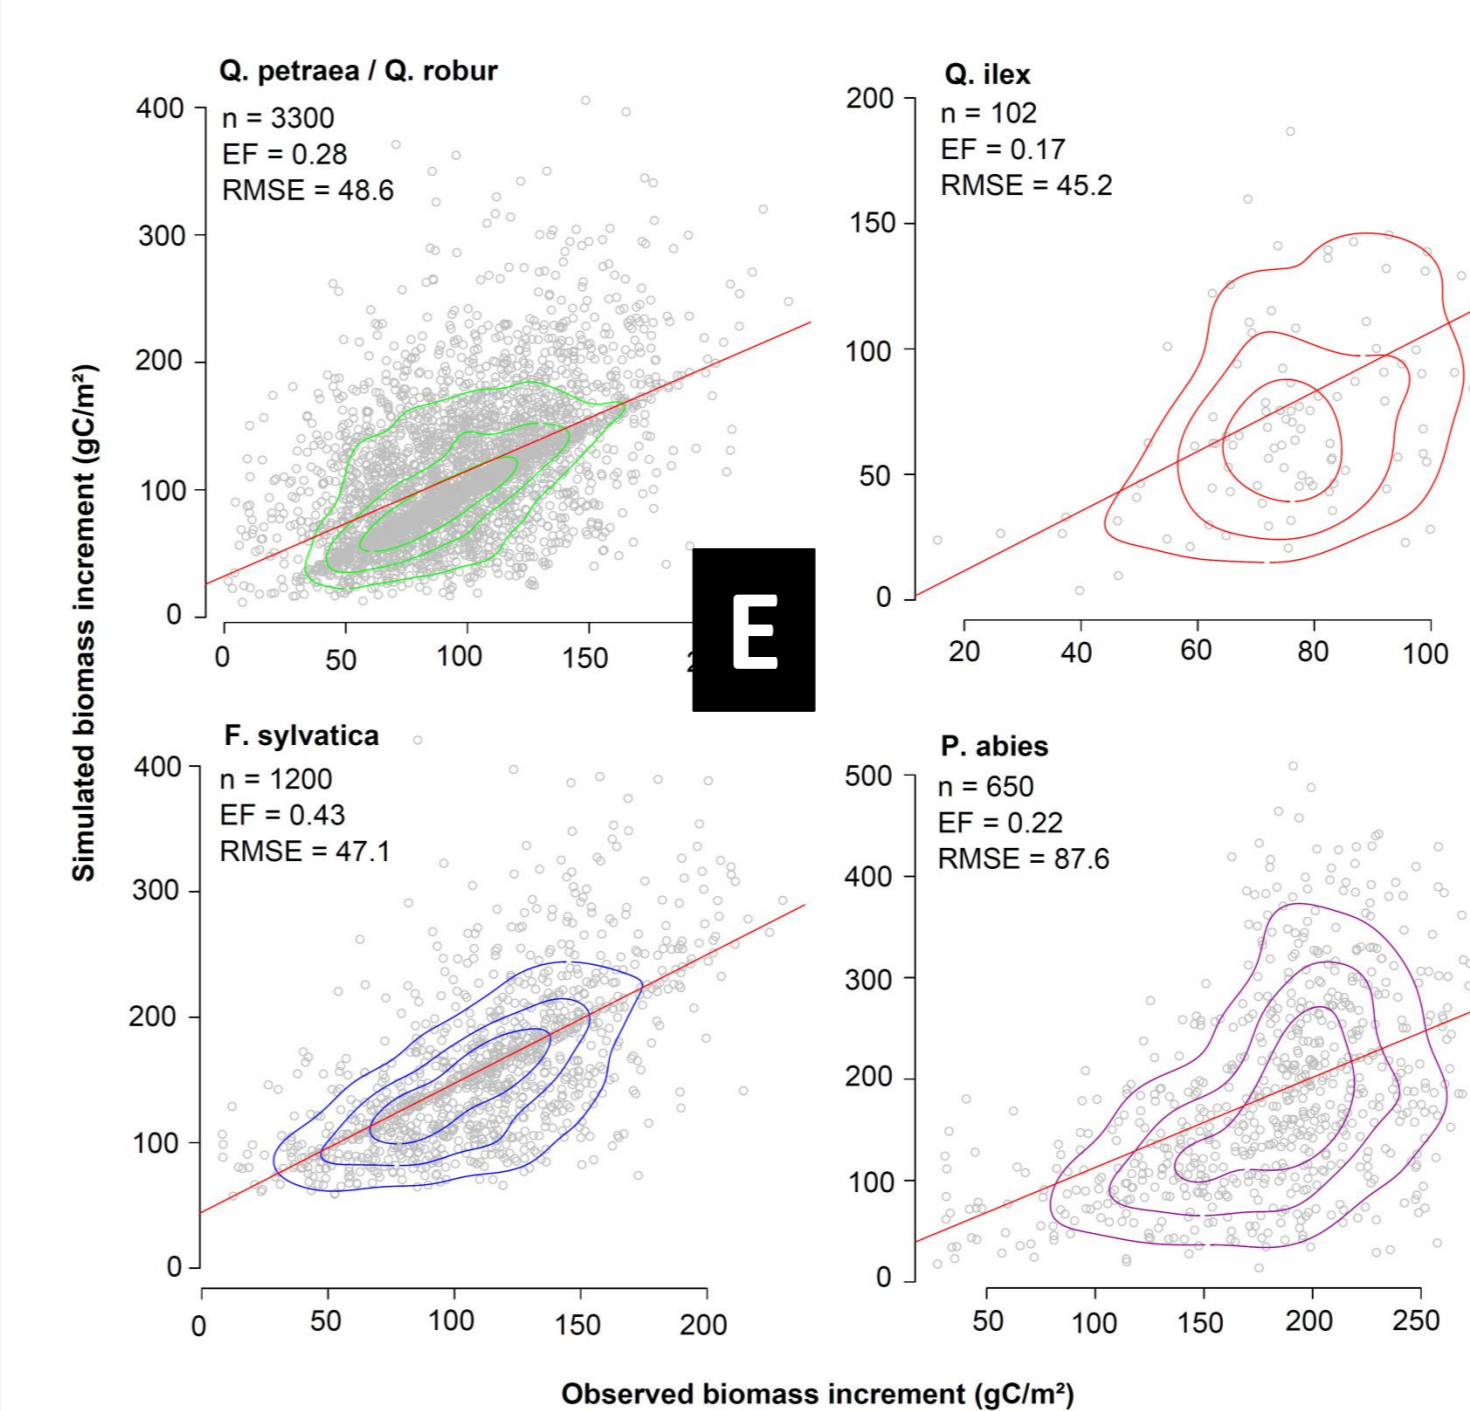 Q. petraea / Q. robur
n = 3300
EF = 0.28
RMSE = 48.6
400
300
200
100
0
0 50 100 150
Q. ilex
n = 102
EF = 0.17
RMSE = 45.2
200
150
100
50
0
20 40 60 80 100
E
Simulated biomass increment (gC/m²)
F. sylvatica
n = 1200
EF = 0.43
RMSE = 47.1
400
300
200
100
0
0 50 100 150 200
P. abies
n = 650
EF = 0.22
RMSE = 87.6
500
400
300
200
100
0
50 100 150 200 250
Observed biomass increment (gC/m²)